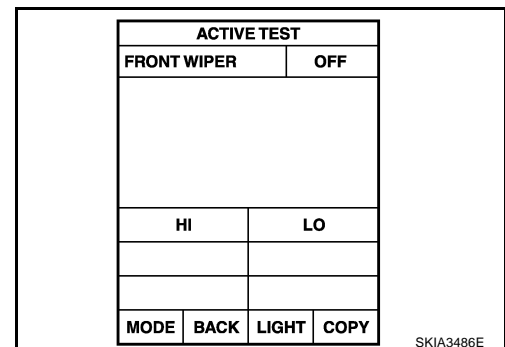 ACTIVE TEST
FRONT WIPER OFF
HI LO
MODE BACK LIGHT COPY
SKIA3486E